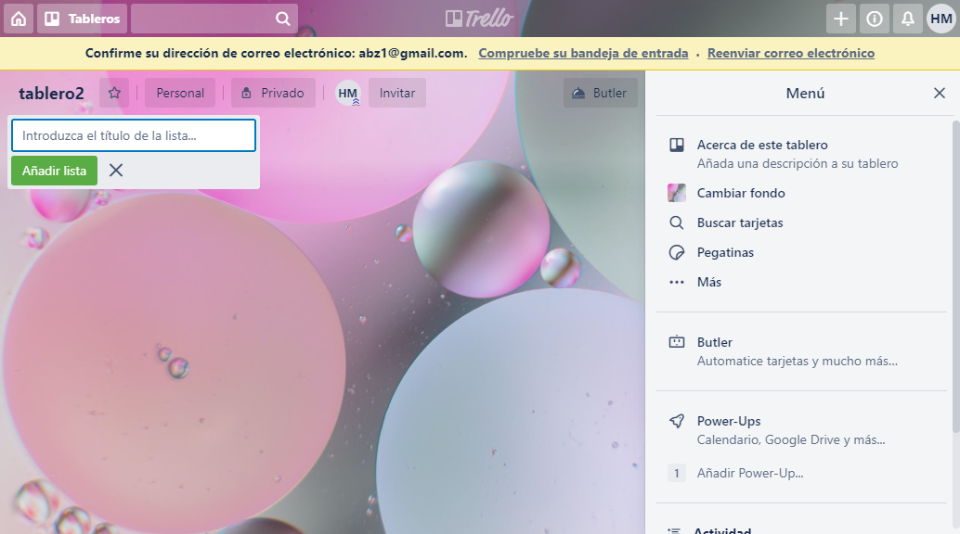 Tableros
Trello
HM
Confirme su dirección de correo electrónico: abz1@gmail.com. Compruebe su bandeja de entrada · Reenviar correo electrónico
tablero2 Personal Privado HM Invitar Butler
Introduzca el título de la lista...
Añadir lista
Menú
Acerca de este tablero
Añada una descripción a su tablero
Cambiar fondo
Buscar tarjetas
Pegatinas
Más
Butler
Automatice tarjetas y mucho más...
Power-Ups
Calendario, Google Drive y más...
1 Añadir Power-Up...
Actividad